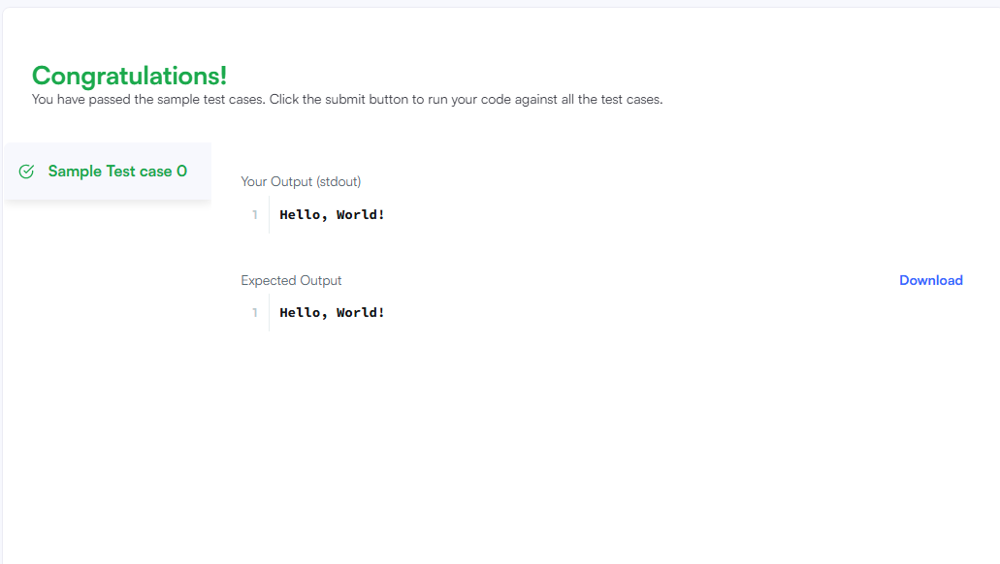 Congratulations!
You have passed the sample test cases. Click the submit button to run your code against all the test cases.
Sample Test case 0
Your Output (stdout)
1 Hello, World!
Expected Output Download
1 Hello, World!